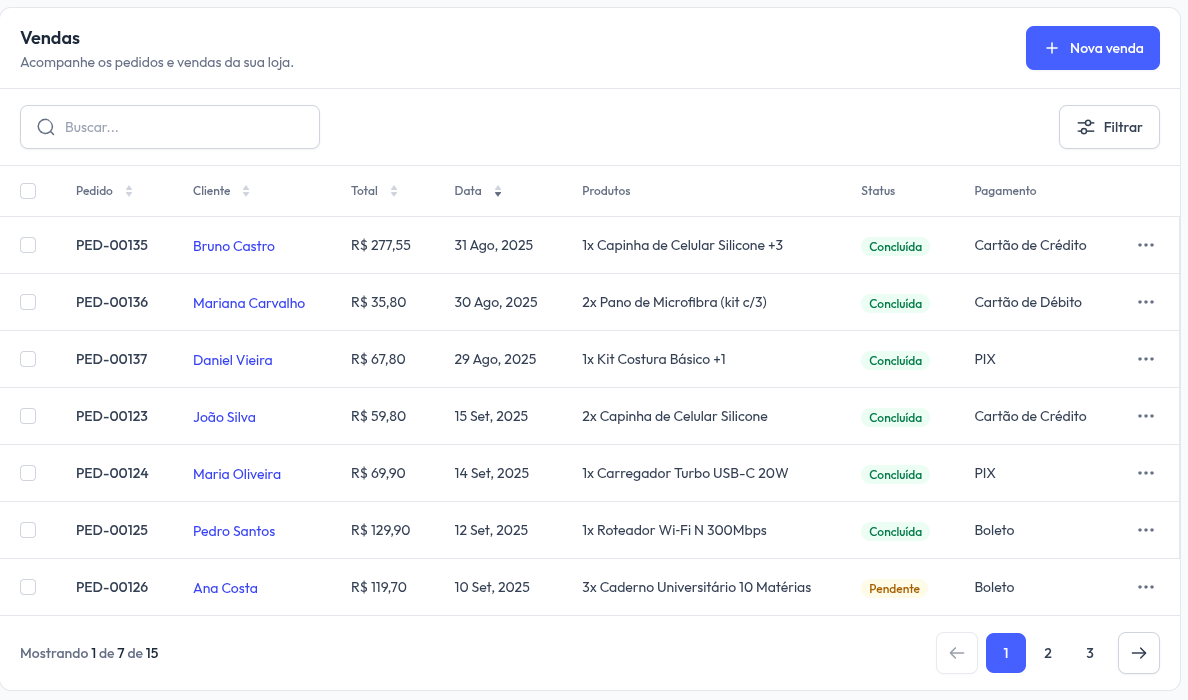 Vendas
Acompanhe os pedidos e vendas da sua loja.
Nova venda
Buscar...
Filtrar
Pedido Cliente Total Data Produtos Status Pagamento
PED-00135 Bruno Castro R$ 277,55 31 Ago, 2025 1x Capinha de Celular Silicone +3 Concluída Cartão de Crédito
PED-00136 Mariana Carvalho R$ 35,80 30 Ago, 2025 2x Pano de Microfibra (kit c/3) Concluída Cartão de Débito
PED-00137 Daniel Vieira R$ 67,80 29 Ago, 2025 1x Kit Costura Básico +1 Concluída PIX
PED-00123 João Silva R$ 59,80 15 Set, 2025 2x Capinha de Celular Silicone Concluída Cartão de Crédito
PED-00124 Maria Oliveira R$ 69,90 14 Set, 2025 1x Carregador Turbo USB-C 20W Concluída PIX
PED-00125 Pedro Santos R$ 129,90 12 Set, 2025 1x Roteador Wi-Fi N 300Mbps Concluída Boleto
PED-00126 Ana Costa R$ 119,70 10 Set, 2025 3x Caderno Universitário 10 Matérias Pendente Boleto
Mostrando 1 de 7 de 15 1 2 3